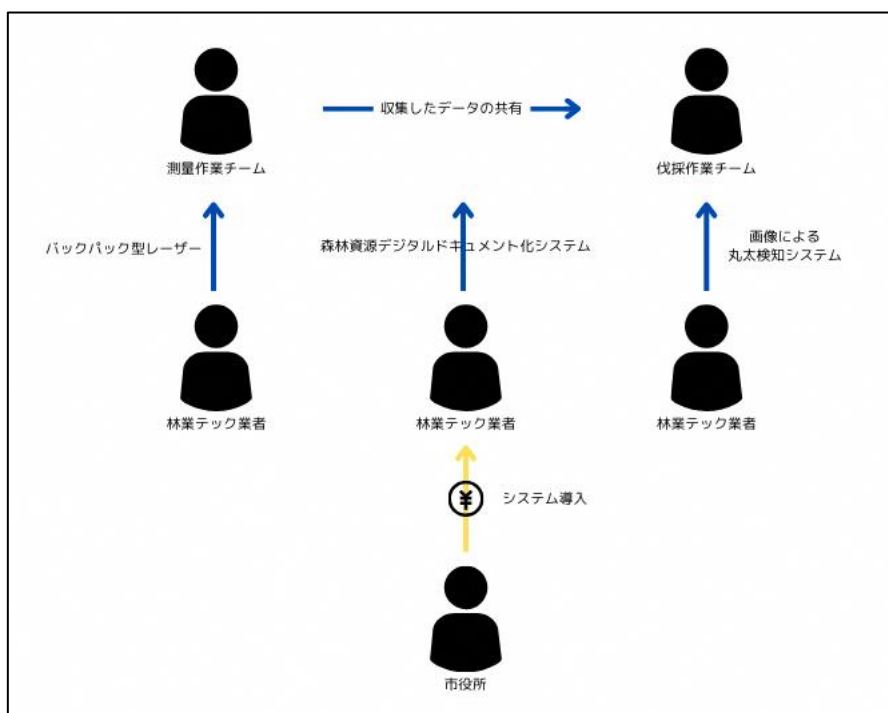 収集したデータの共有
測量作業チーム
伐採作業チーム
バックパック型レーザー
森林資源デジタルドキュメント化システム
画像による
丸太検知システム
林業テック業者
林業テック業者
林業テック業者
¥
システム導入
市役所